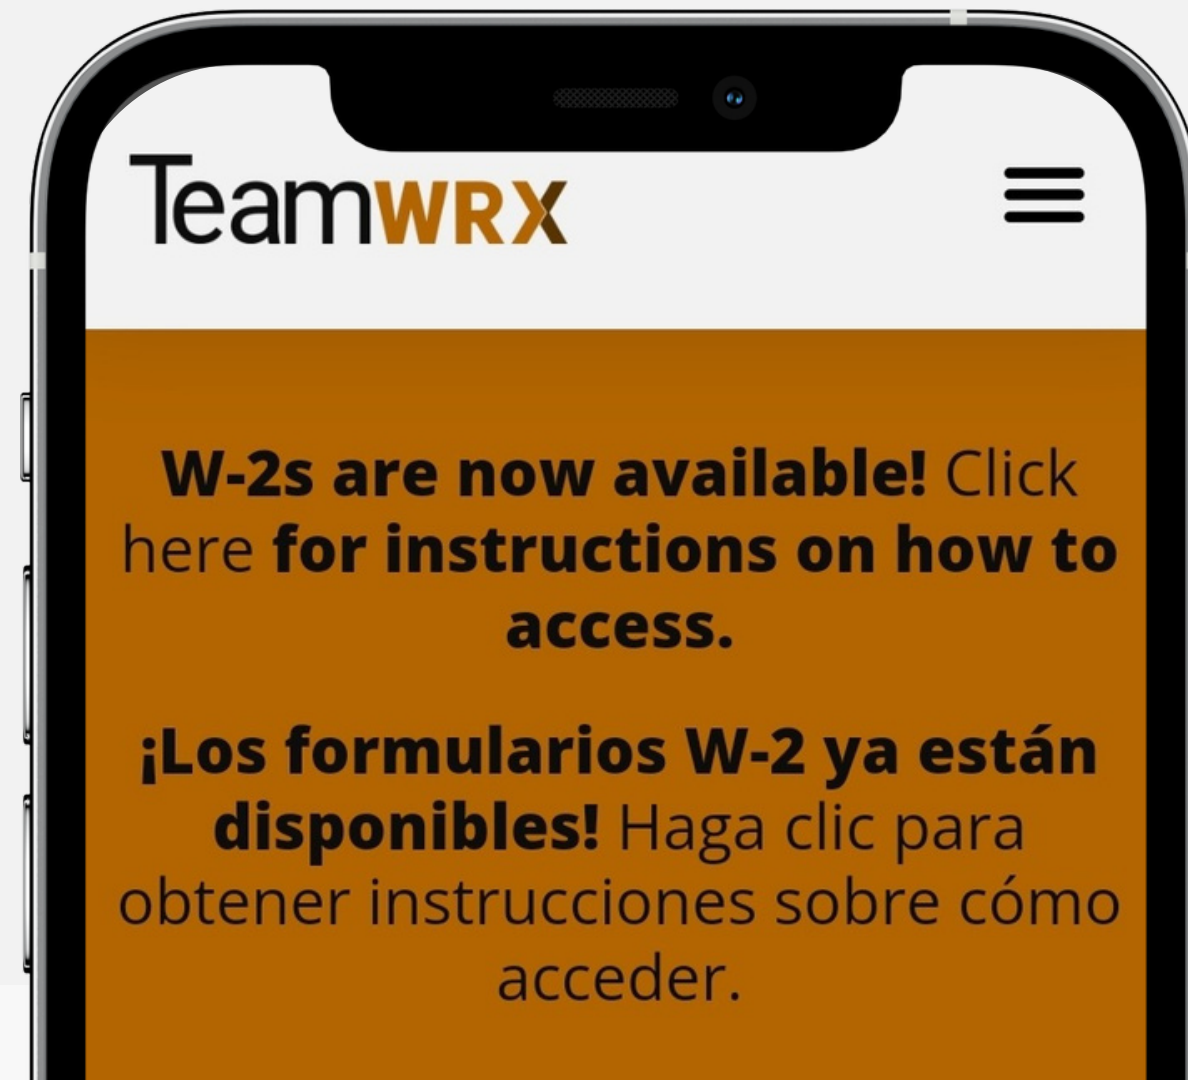 TeamWRX
W-2s are now available! Click
here for instructions on how to
access.
¡Los formularios W-2 ya están
disponibles! Haga clic para
obtener instrucciones sobre cómo
acceder.